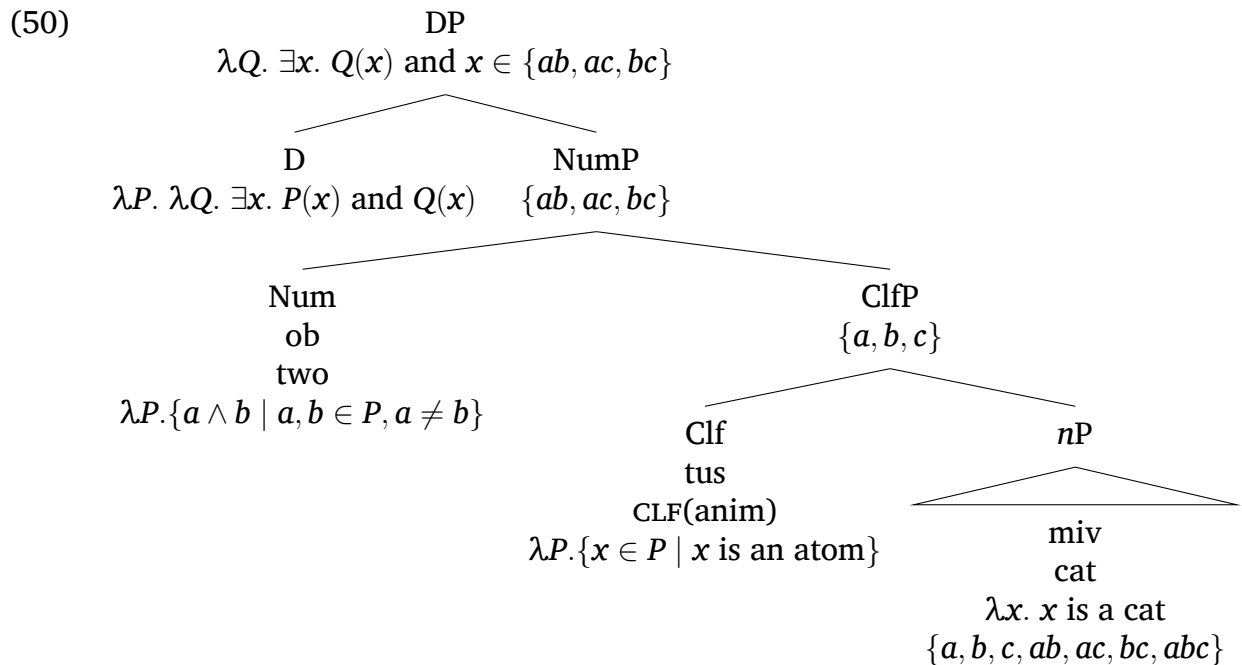 (50)
DP
λQ. ∃x. Q(x) and x ∈ {ab, ac, bc}
D
λP. λQ. ∃x. P(x) and Q(x)
NumP
{ab, ac, bc}
Num
ob
two
λP.{a ∧ b | a, b ∈ P, a ≠ b}
ClfP
{a, b, c}
Clf
tus
CLF(anim)
λP.{x ∈ P | x is an atom}
nP
miv
cat
λx. x is a cat
{a, b, c, ab, ac, bc, abc}